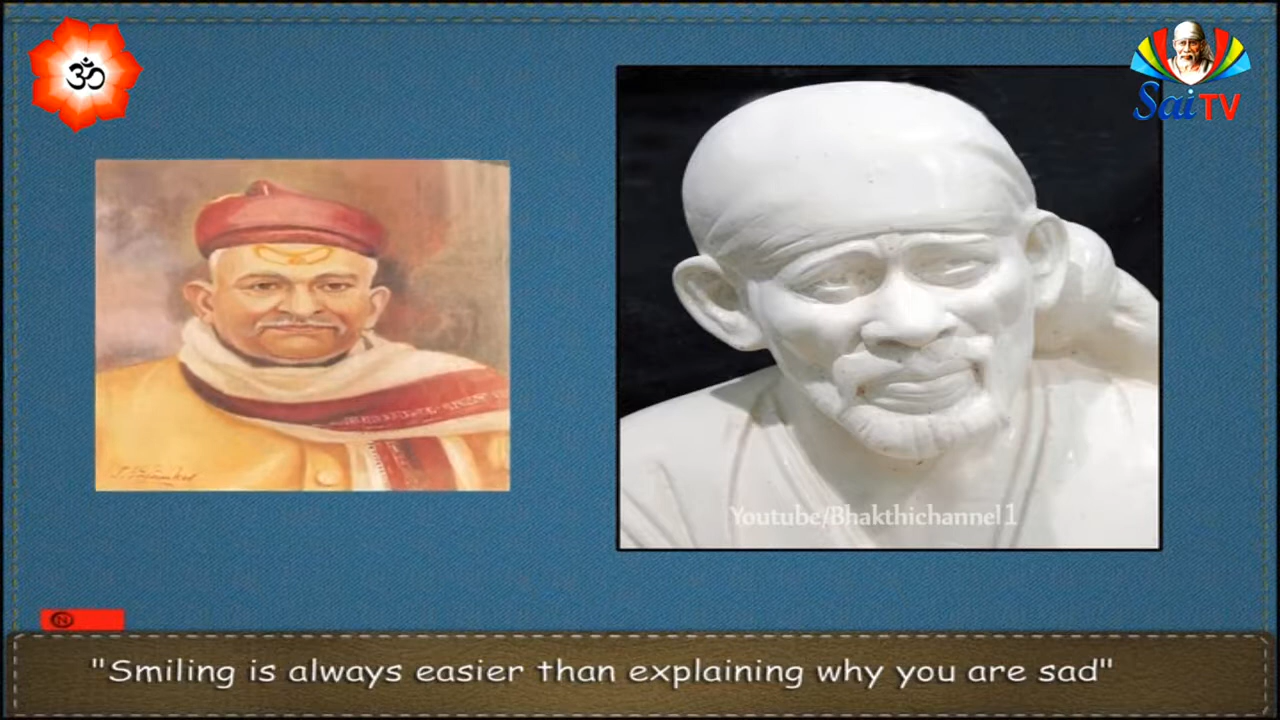 ॐ
Sai TV
Youtube/Bhakthichannel1
N
"Smiling is always easier than explaining why you are sad"